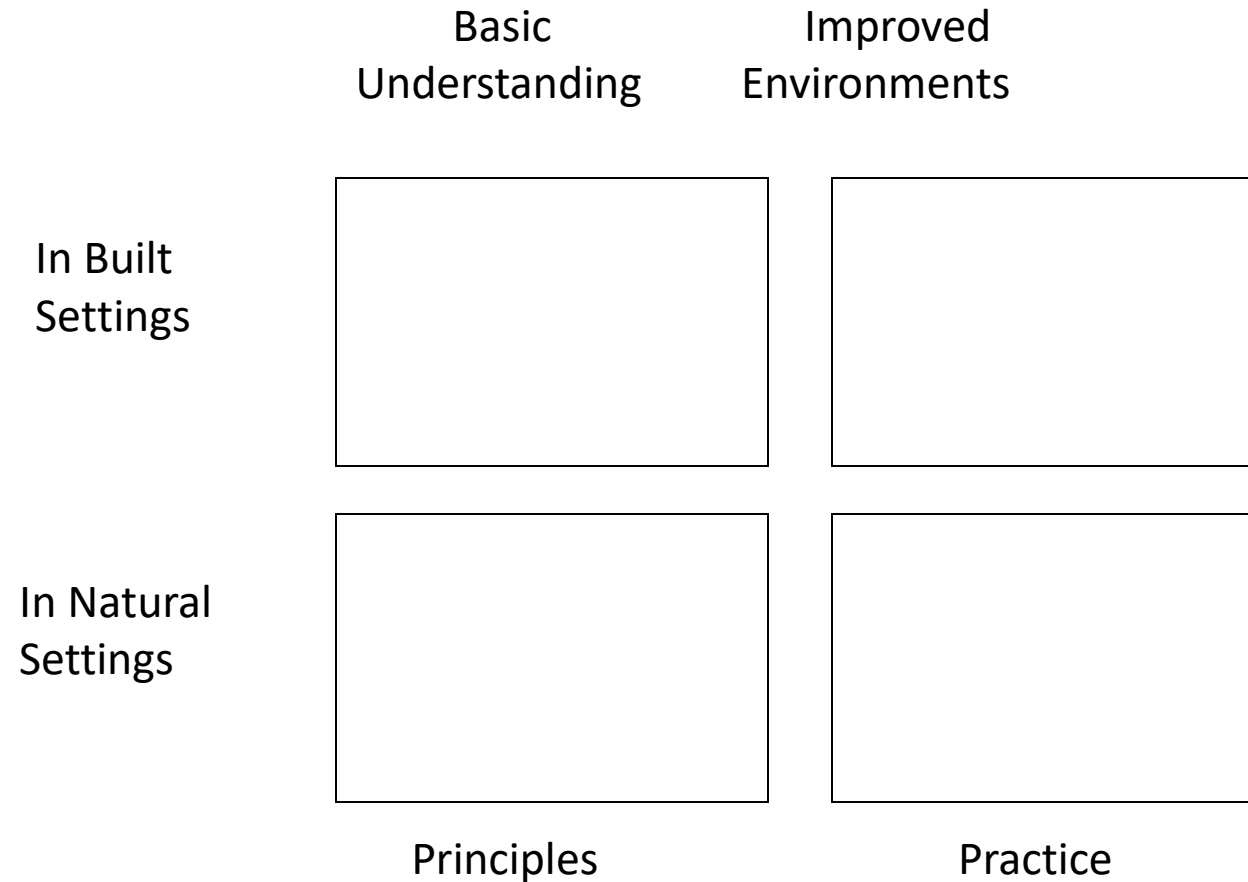 Basic
Understanding
Improved
Environments
In Built
Settings
In Natural
Settings
Principles
Practice